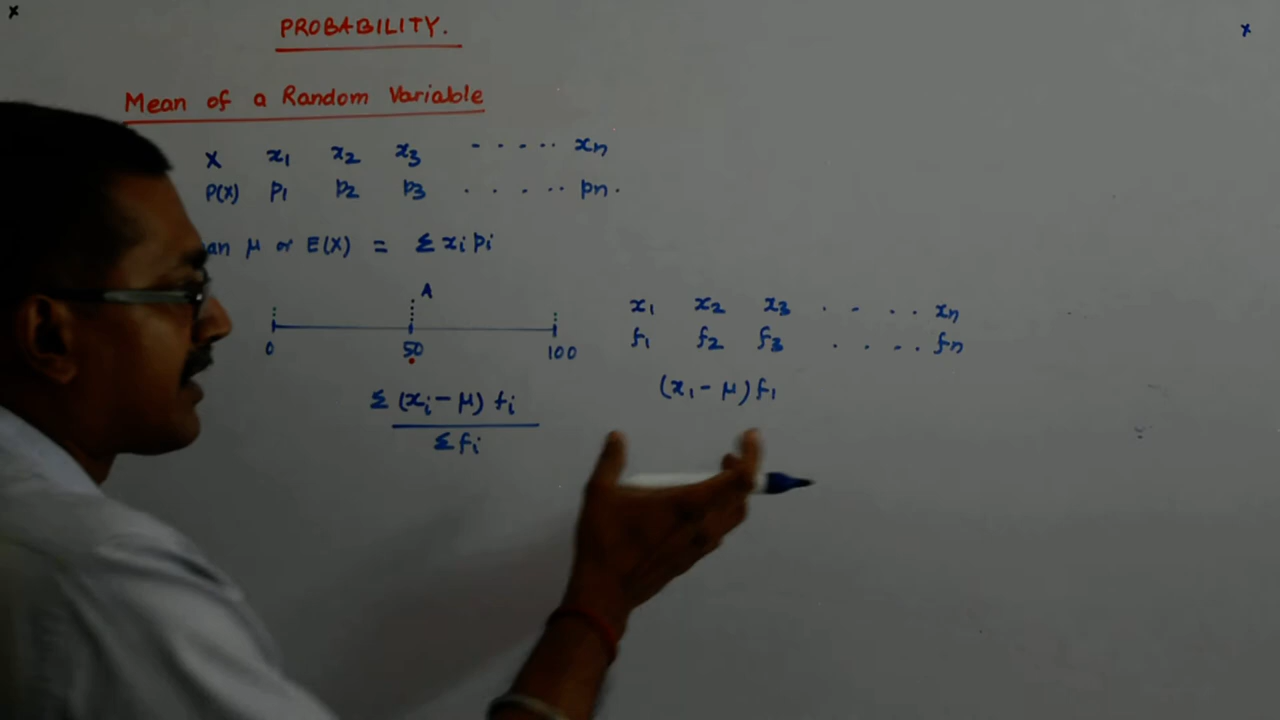 PROBABILITY.
Mean of a Random Variable
X x₁ x₂ x₃ - · · · · xₙ
P(X) p₁ p₂ p₃ · · · · · pₙ.
an μ or E(X) = Σ xᵢ pᵢ
A
0 50 100
x₁ x₂ x₃ · - · · · xₙ
f₁ f₂ f₃ · · · · fₙ
Σ (xᵢ - μ) fᵢ
Σ fᵢ
(x₁ - μ) f₁